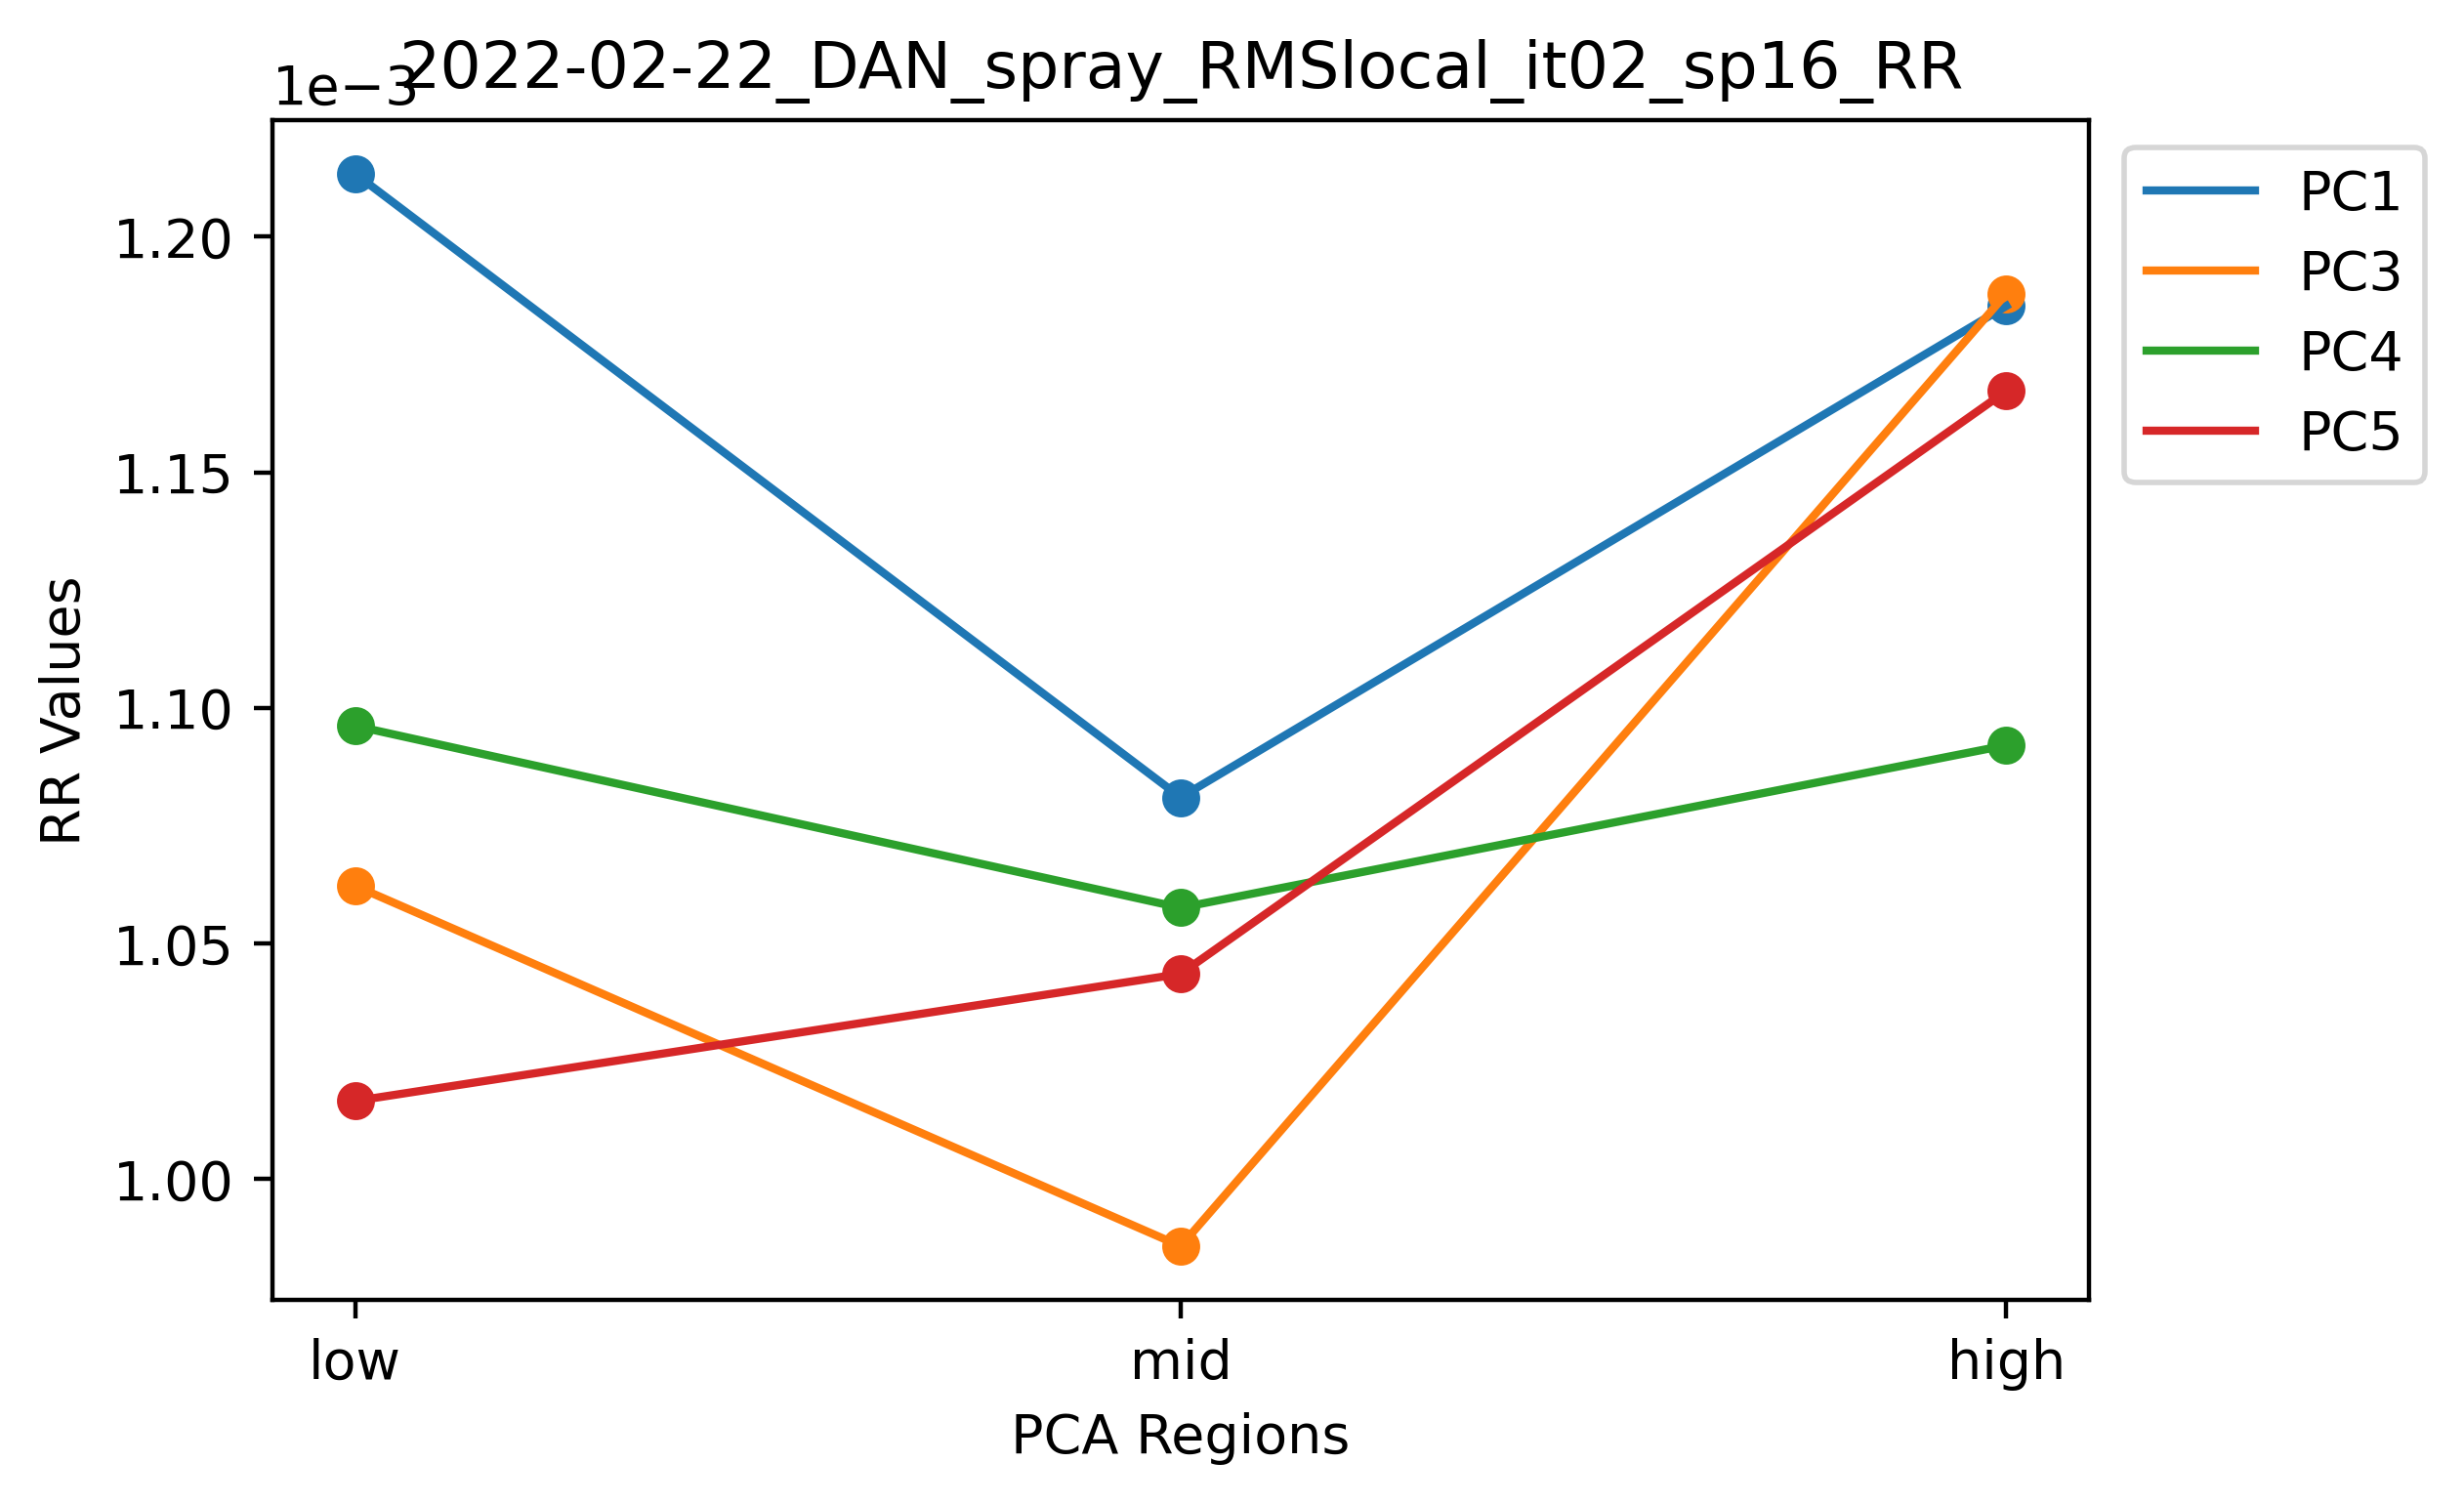 2022-02-22_DAN_spray_RMSlocal_it02_sp16_RR
1e−3
1.20
1.15
1.10
1.05
1.00
RR Values
low mid high
PCA Regions
PC1
PC3
PC4
PC5